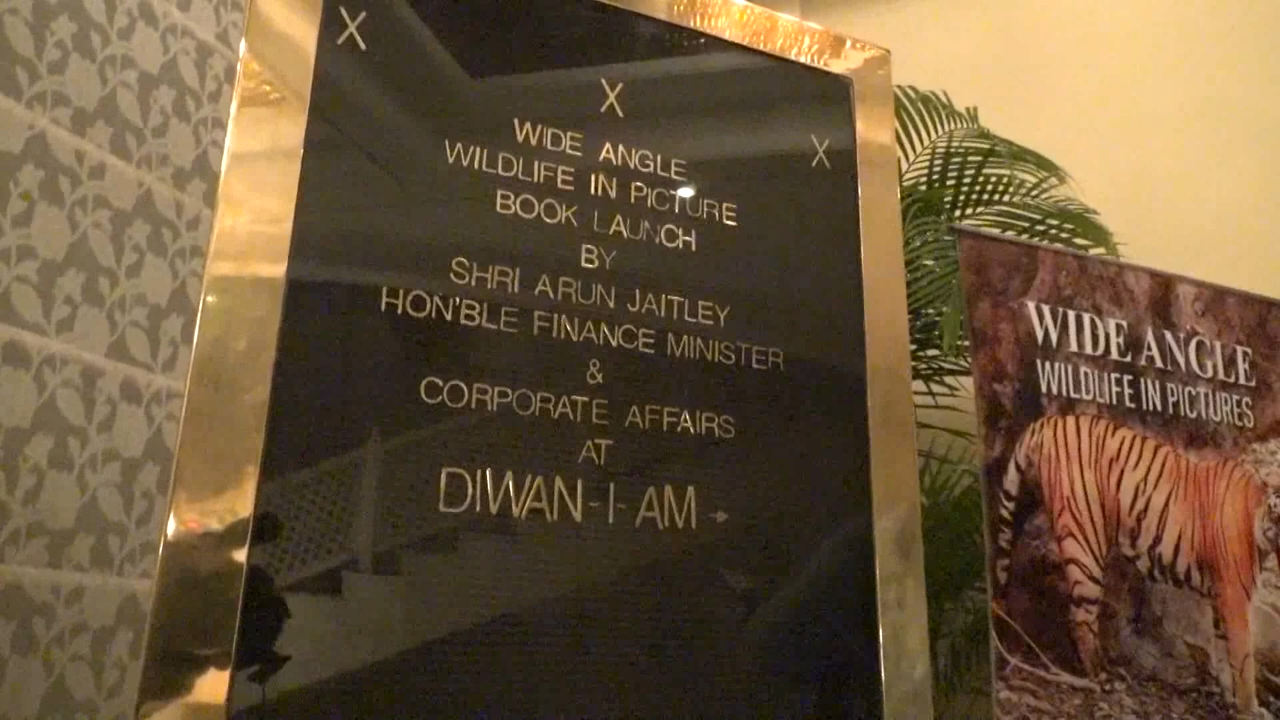 X
X
X
WIDE ANGLE
WILDLIFE IN PICTURE
BOOK LAUNCH
BY
SHRI ARUN JAITLEY
HON'BLE FINANCE MINISTER
&
CORPORATE AFFAIRS
AT
DIWAN-I-AM →
WIDE ANGLE
WILDLIFE IN PICTURES